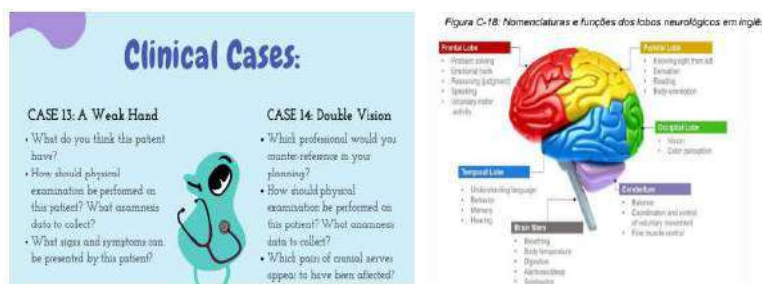 Clinical Cases:
CASE 13: A Weak Hand
• What do you think this patient
have?
• How should physical
examination be performed on
this patient? What anamnesis
data to collect?
• What signs and symptoms can
be presented by this patient?
CASE 14: Double Vision
• Which professional would you
counter-reference in your
planning?
• How should physical
examination be performed on
this patient? What anamnesis
data to collect?
• Which pairs of cranial nerves
appear to have been affected?
Figura C-18: Nomenclaturas e funções dos lobos neurológicos em inglê
Frontal Lobe
• Problem solving
• Emotional traits
• Reasoning (judgment)
• Speaking
• Voluntary motor
activity
Parietal Lobe
• Knowing right from left
• Sensation
• Reading
• Body orientation
Occipital Lobe
• Vision
• Color perception
Temporal Lobe
• Understanding language
• Behavior
• Memory
• Hearing
Cerebellum
• Balance
• Coordination and control
of voluntary movement
• Fine muscle control
Brain Stem
• Breathing
• Body temperature
• Digestion
• Alertness/sleep
• Swallowing